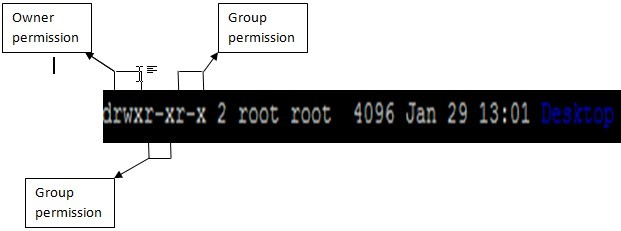 Owner
permission
Group
permission
drwxr-xr-x 2 root root 4096 Jan 29 13:01 Desktop
Group
permission